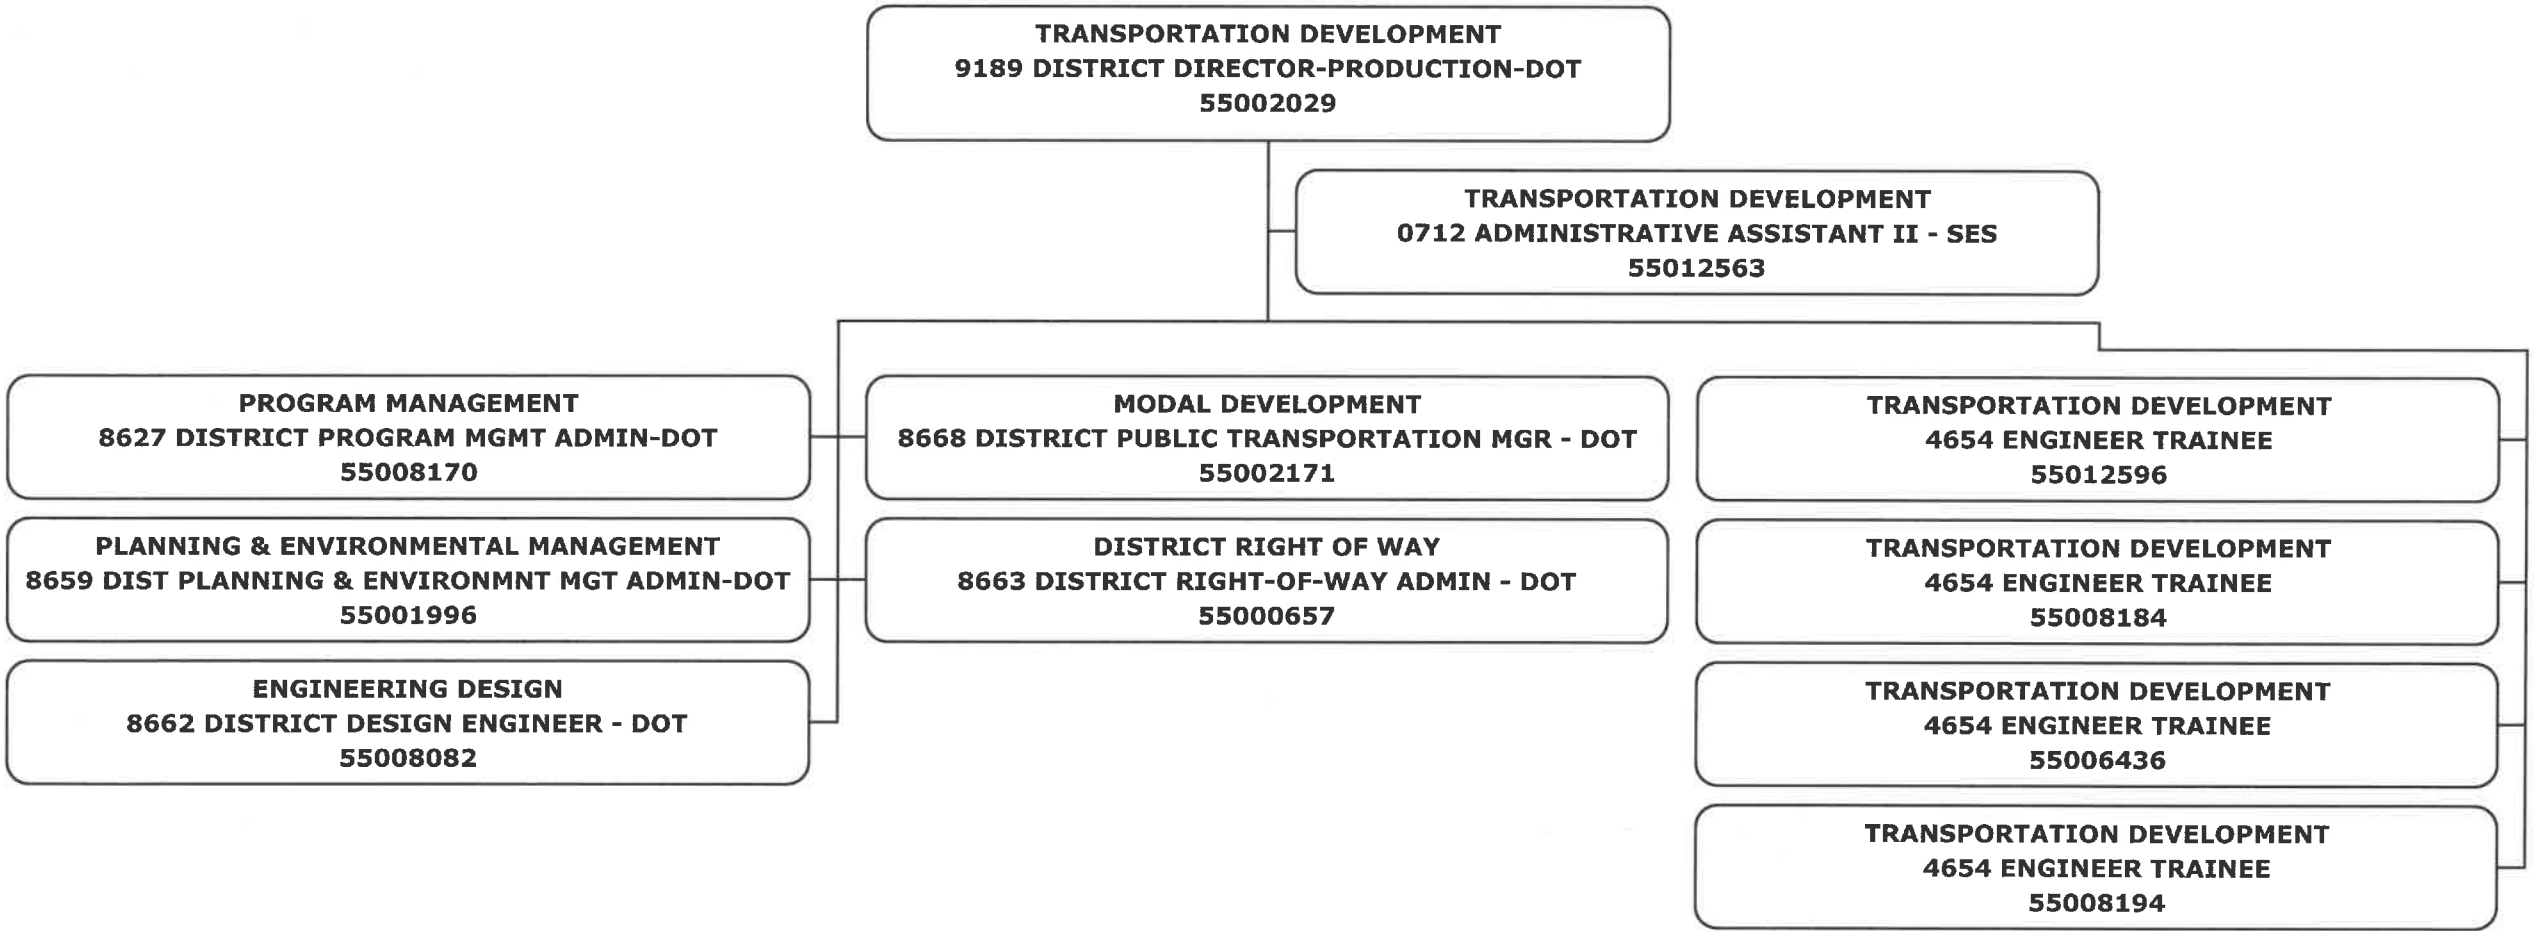 TRANSPORTATION DEVELOPMENT
9189 DISTRICT DIRECTOR-PRODUCTION-DOT
55002029
TRANSPORTATION DEVELOPMENT
0712 ADMINISTRATIVE ASSISTANT II - SES
55012563
PROGRAM MANAGEMENT
8627 DISTRICT PROGRAM MGMT ADMIN-DOT
55008170
MODAL DEVELOPMENT
8668 DISTRICT PUBLIC TRANSPORTATION MGR - DOT
55002171
TRANSPORTATION DEVELOPMENT
4654 ENGINEER TRAINEE
55012596
PLANNING & ENVIRONMENTAL MANAGEMENT
8659 DIST PLANNING & ENVIRONMNT MGT ADMIN-DOT
55001996
DISTRICT RIGHT OF WAY
8663 DISTRICT RIGHT-OF-WAY ADMIN - DOT
55000657
TRANSPORTATION DEVELOPMENT
4654 ENGINEER TRAINEE
55008184
ENGINEERING DESIGN
8662 DISTRICT DESIGN ENGINEER - DOT
55008082
TRANSPORTATION DEVELOPMENT
4654 ENGINEER TRAINEE
55006436
TRANSPORTATION DEVELOPMENT
4654 ENGINEER TRAINEE
55008194